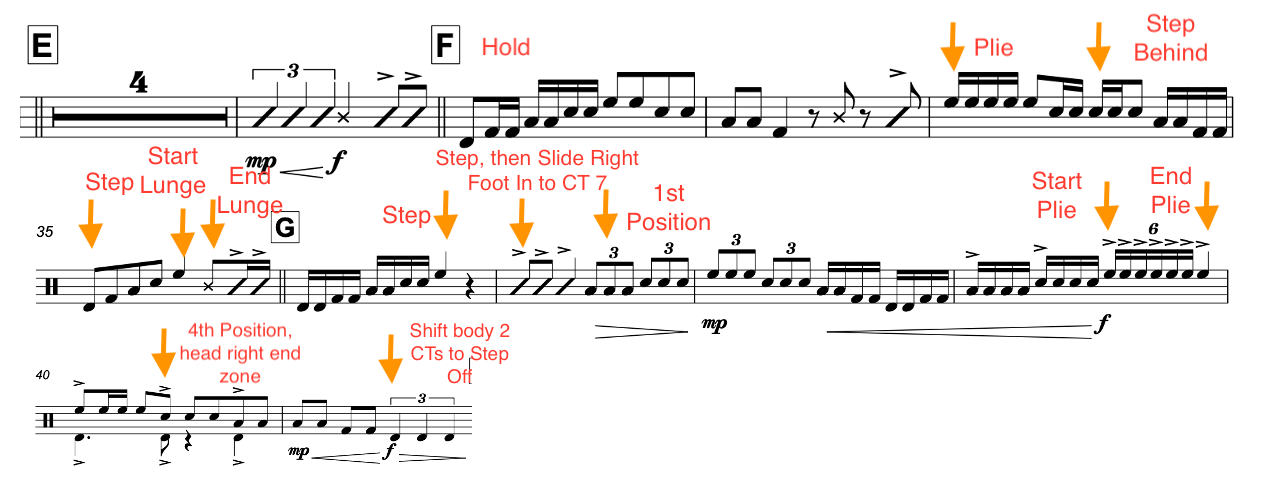 E
4
3
mp
f
F
Hold
Plie
Step
Behind
35
Step
Start
Lunge
End
Lunge
G
Step
Step, then Slide Right
Foot In to CT 7
1st
Position
3
3
3
3
mp
Start
Plie
End
Plie
6
f
40
4th Position,
head right end
zone
Shift body 2
CTs to Step
Off
3
mp
f